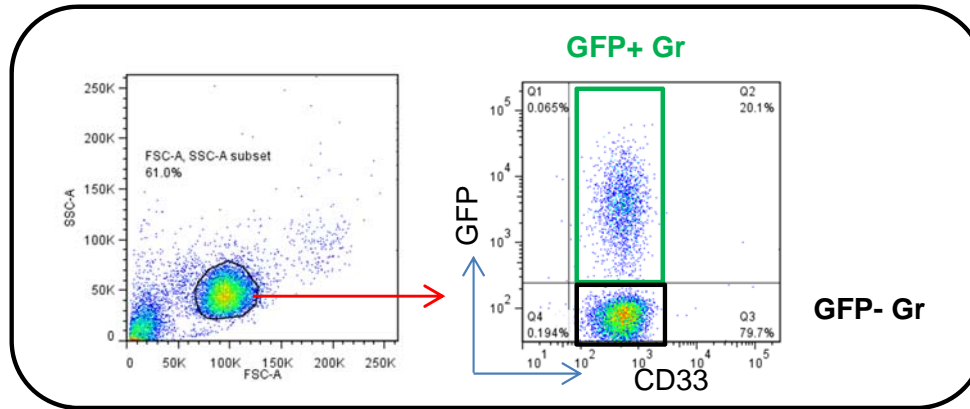 GFP+ Gr
250K
200K
150K
100K
50K
0
SSC-A
FSC-A, SSC-A subset
61.0%
0 50K 100K 150K 200K 250K
FSC-A
GFP
10^5
10^4
10^3
10^2
Q1
0.065%
Q2
20.1%
Q4
0.194%
Q3
79.7%
10^1 10^2 10^3 10^4 10^5
CD33
GFP- Gr